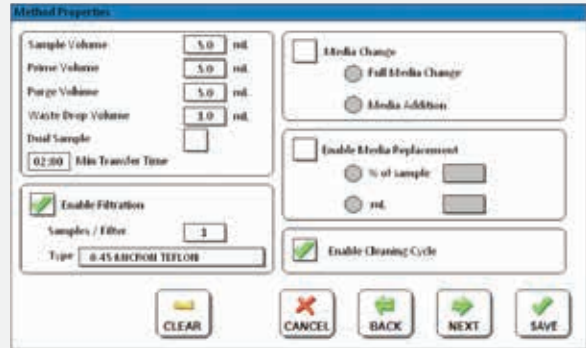 Method Properties
Sample Volume 5.0 mL
Prime Volume 5.0 mL
Purge Volume 5.0 mL
Waste Drop Volume 1.0 mL
Dual Sample
02:00 Min Transfer Time
Enable Filtration
Samples / Filter 1
Type 0.45 MICRON TEFLON
Media Change
Full Media Change
Media Addition
Enable Media Replacement
% of sample
mL
Enable Cleaning Cycle
CLEAR
CANCEL
BACK
NEXT
SAVE